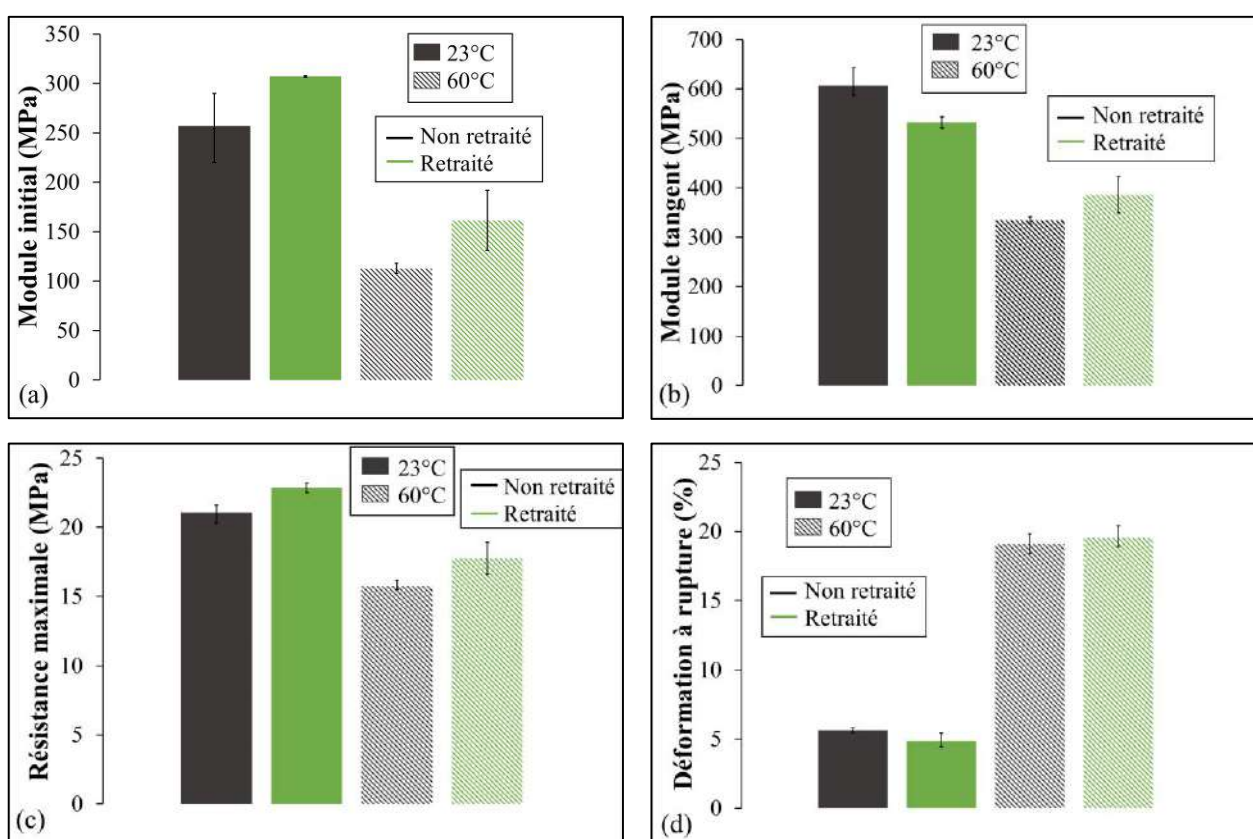 Module initial (MPa)
350
300
250
200
150
100
50
0
23°C
60°C
Non retraité
Retraité
(a)
Module tangent (MPa)
700
600
500
400
300
200
100
0
23°C
60°C
Non retraité
Retraité
(b)
Résistance maximale (MPa)
25
20
15
10
5
0
23°C
60°C
Non retraité
Retraité
(c)
Déformation à rupture (%)
25
20
15
10
5
0
23°C
60°C
Non retraité
Retraité
(d)